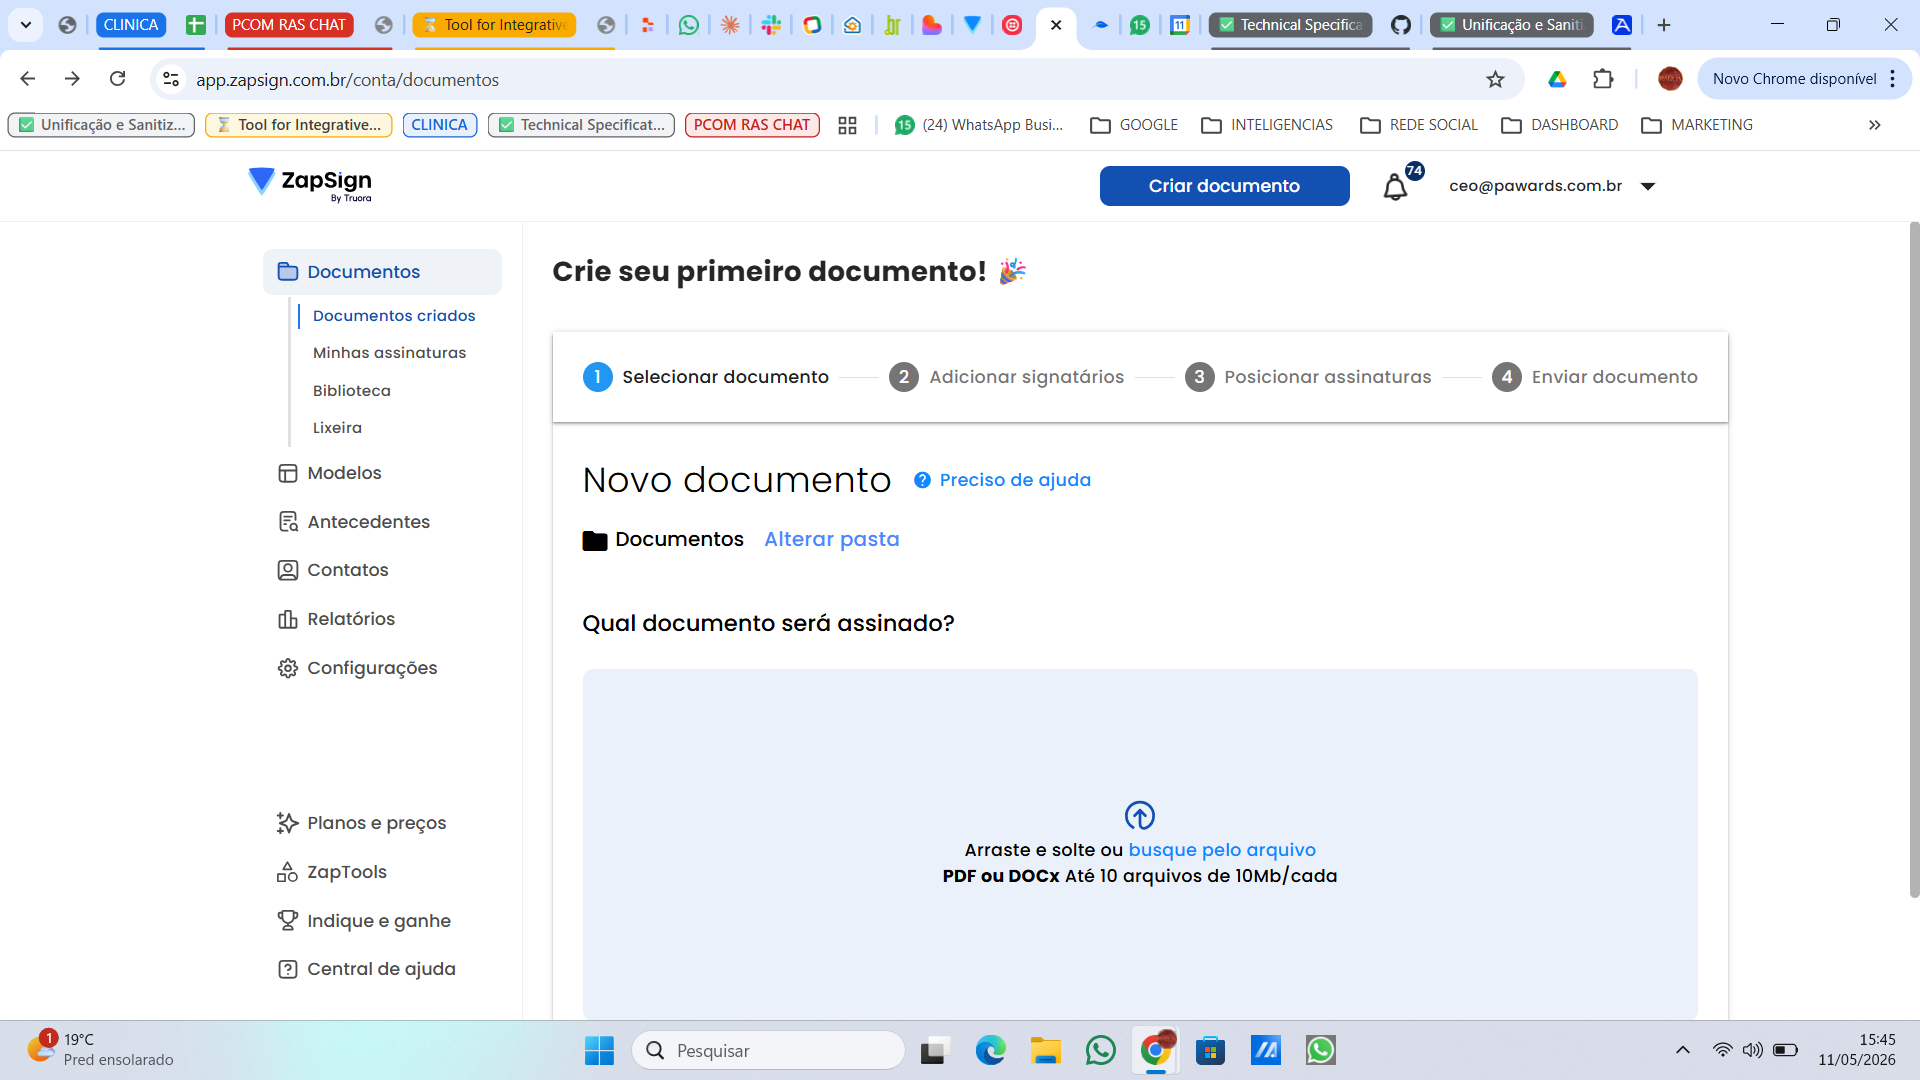 CLINICA
PCOM RAS CHAT
Tool for Integrative
Technical Specifica
Unificação e Saniti
app.zapsign.com.br/conta/documentos
Novo Chrome disponível
Unificação e Sanitiz...
Tool for Integrative...
CLINICA
Technical Specificat...
PCOM RAS CHAT
15
(24) WhatsApp Busi...
GOOGLE
INTELIGENCIAS
REDE SOCIAL
DASHBOARD
MARKETING
ZapSign
By Truora
Criar documento
74
ceo@pawards.com.br
Documentos
Documentos criados
Minhas assinaturas
Biblioteca
Lixeira
Modelos
Antecedentes
Contatos
Relatórios
Configurações
Planos e preços
ZapTools
Indique e ganhe
Central de ajuda
Crie seu primeiro documento! 🎉
1 Selecionar documento
2 Adicionar signatários
3 Posicionar assinaturas
4 Enviar documento
Novo documento
Preciso de ajuda
Documentos
Alterar pasta
Qual documento será assinado?
Arraste e solte ou busque pelo arquivo
PDF ou DOCx Até 10 arquivos de 10Mb/cada
1
19°C
Pred ensolarado
Pesquisar
15:45
11/05/2026